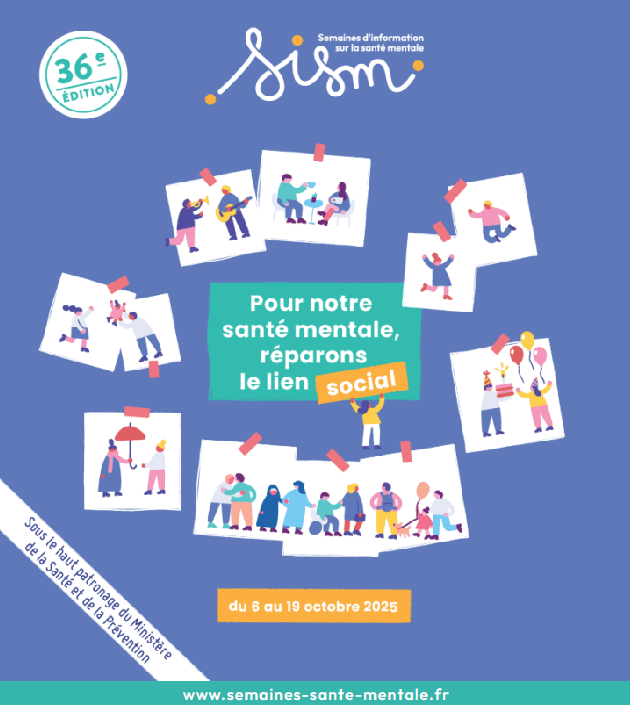 36e
ÉDITION
Semaines d'information
sur la santé mentale
sism
Pour notre
santé mentale,
réparons
le lien social
Sous le haut patronage du Ministère
de la Santé et de la Prévention
du 6 au 19 octobre 2025
www.semaines-sante-mentale.fr